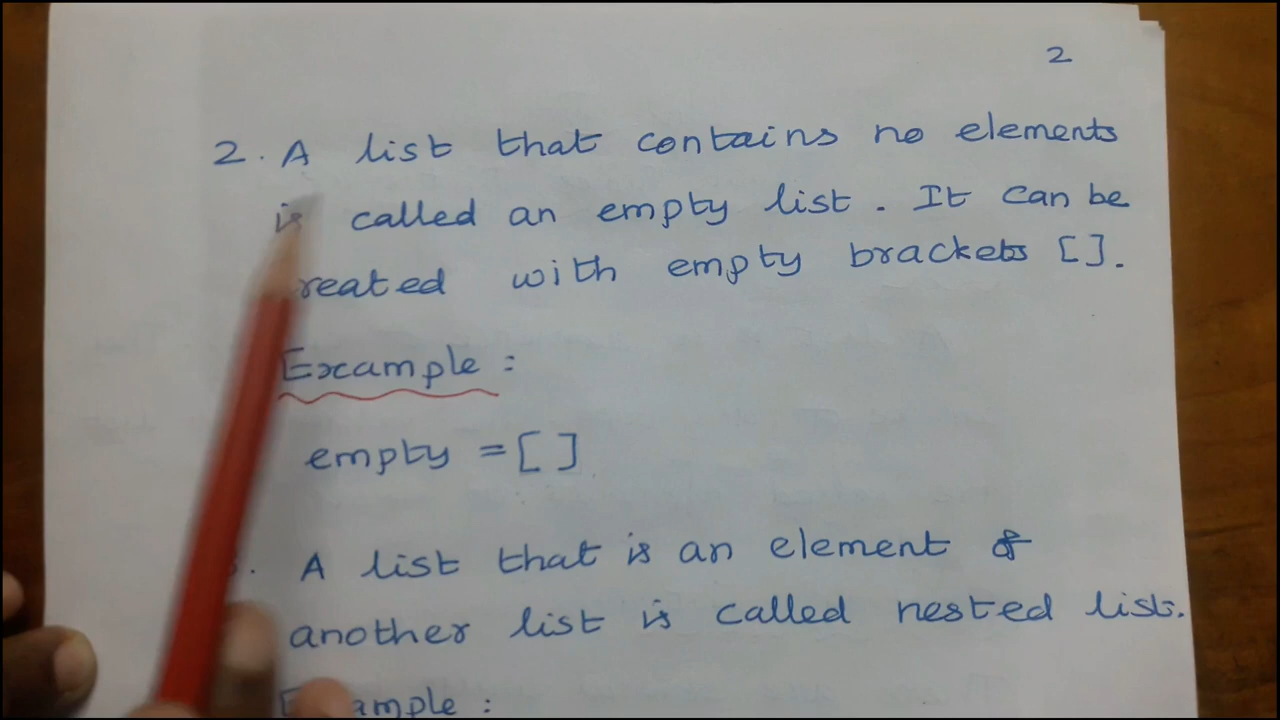 2
2. A list that contains no elements
is called an empty list. It can be
reated with empty brackets [].
Example :
empty = [ ]
. A list that is an element of
another list is called nested list.
E ample :